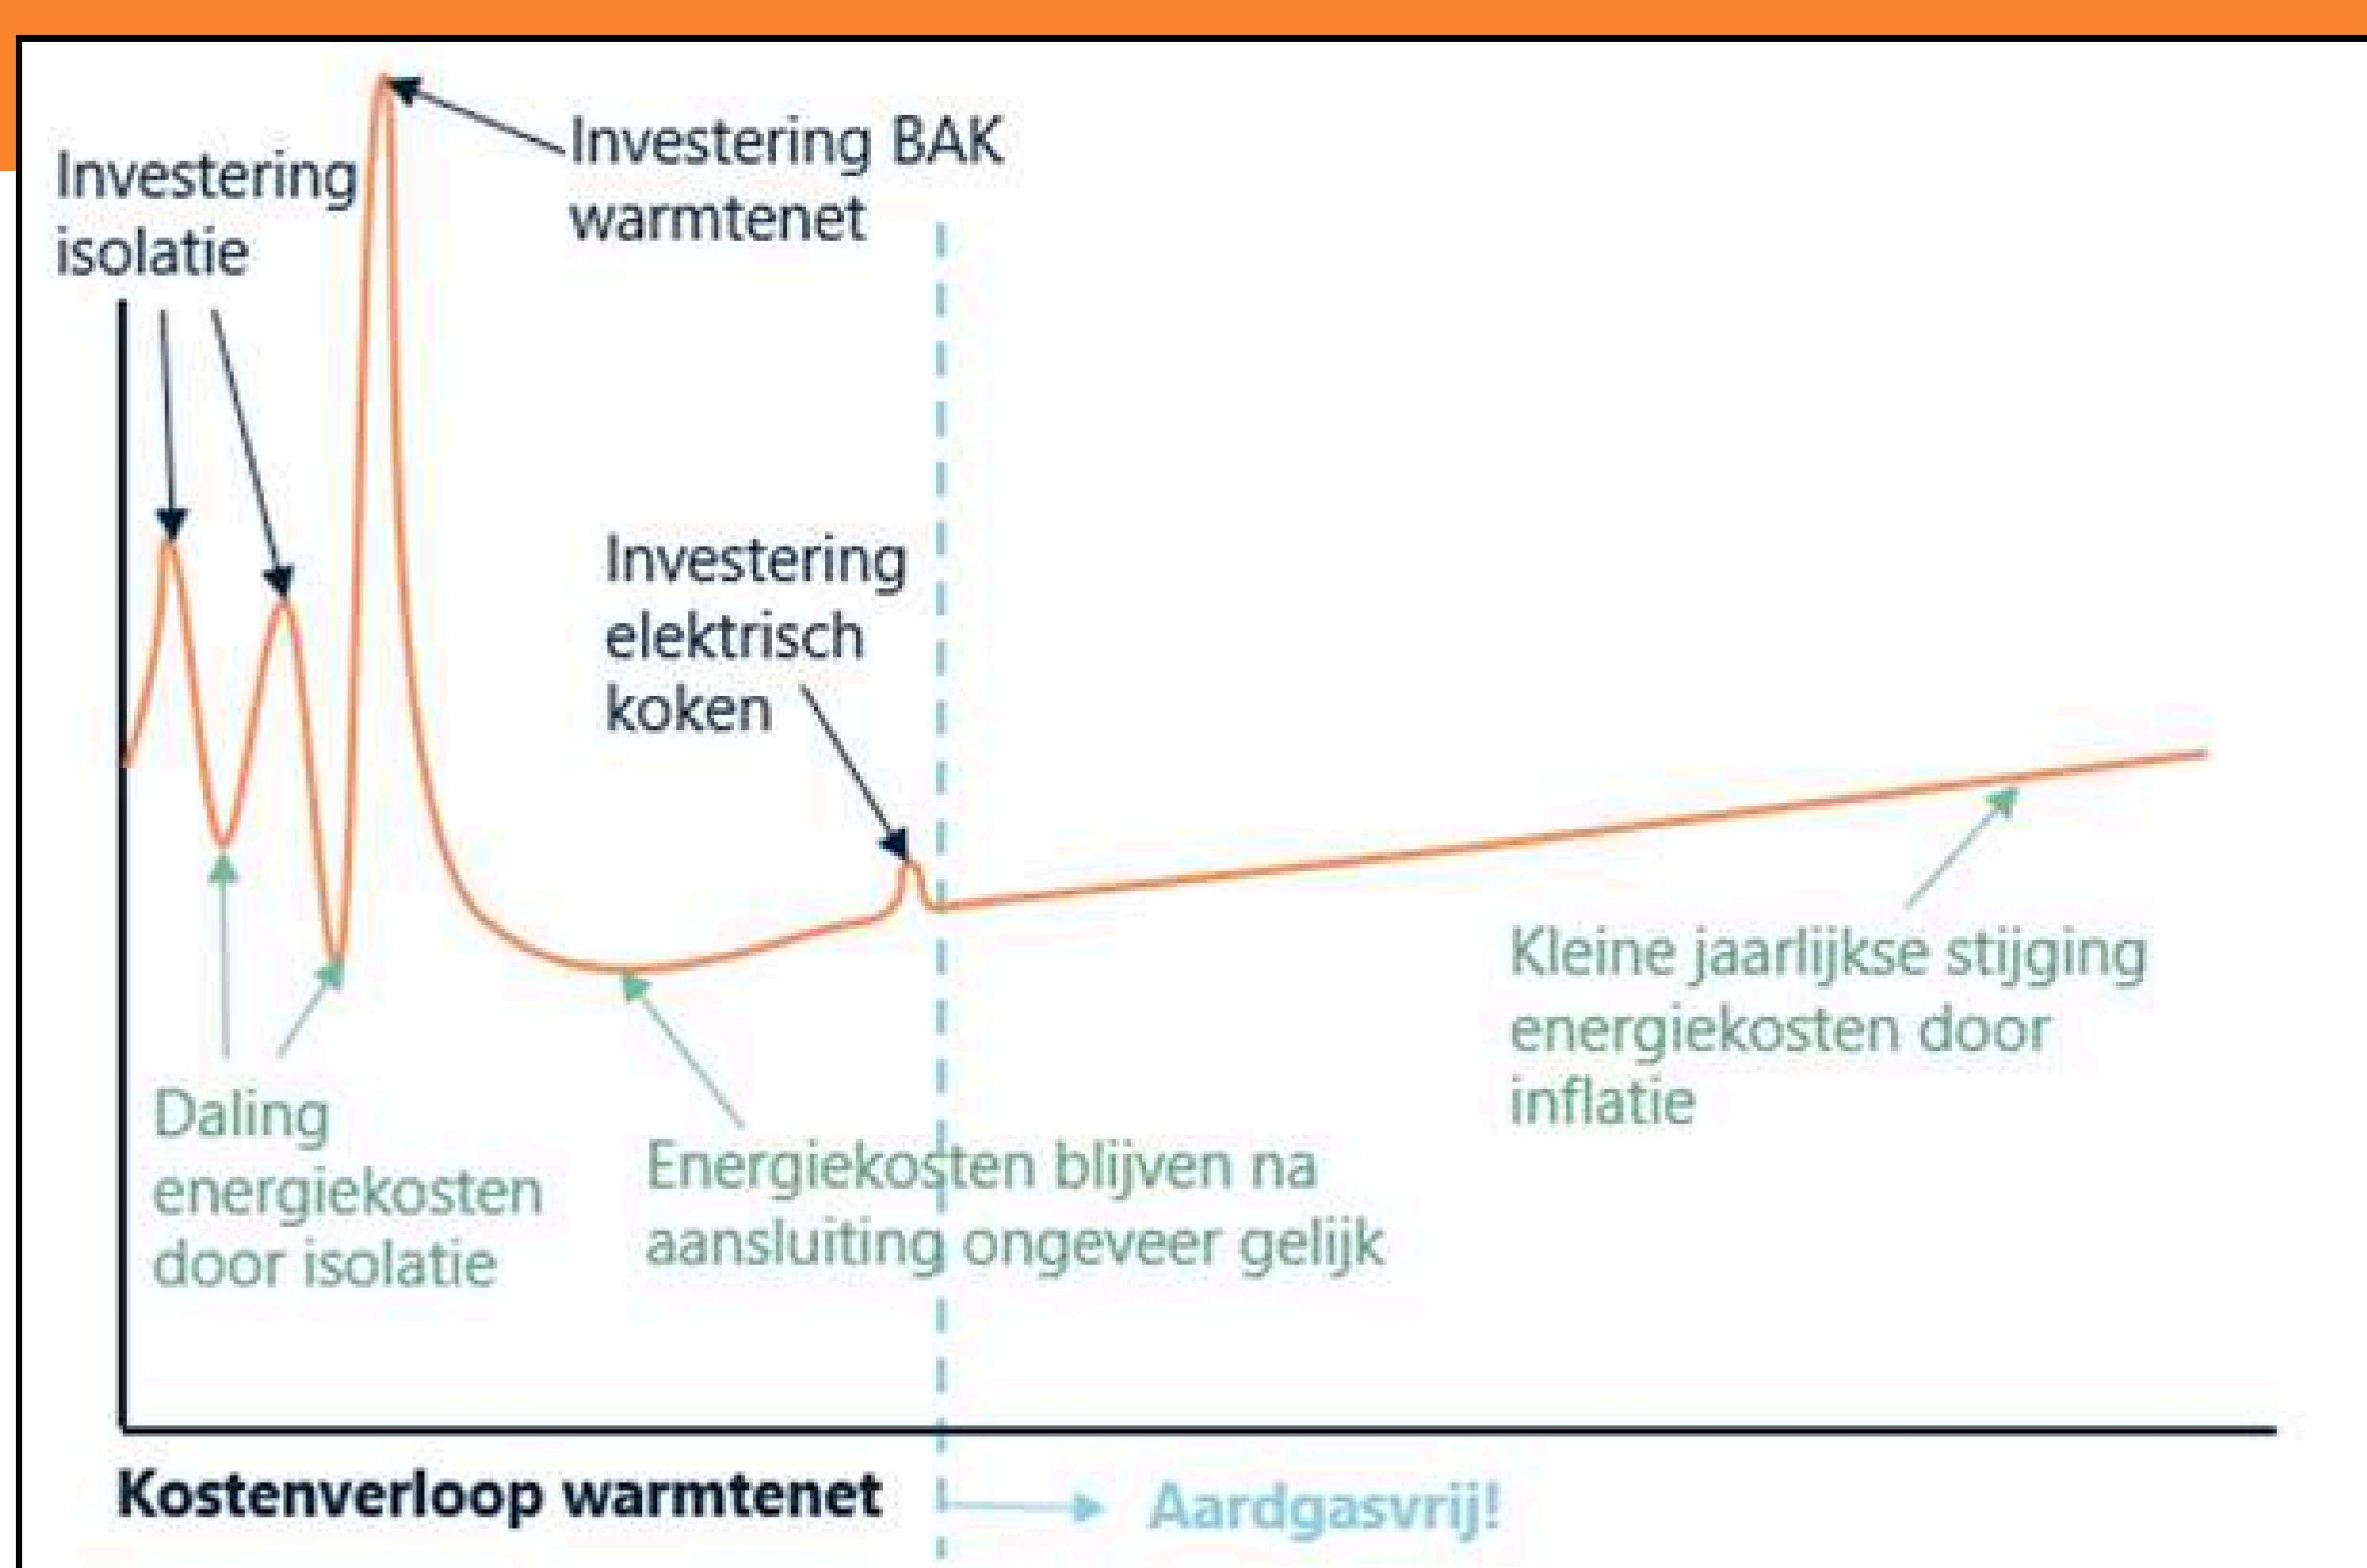 Investering
isolatie
Investering BAK
warmtenet
Investering
elektrisch
koken
Daling
energiekosten
door isolatie
Energiekosten blijven na
aansluiting ongeveer gelijk
Kleine jaarlijkse stijging
energiekosten door
inflatie
Kostenverloop warmtenet
Aardgasvrij!